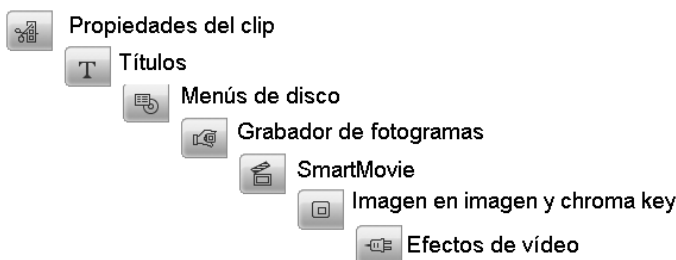 Propiedades del clip
T Títulos
Menús de disco
Grabador de fotogramas
SmartMovie
Imagen en imagen y chroma key
Efectos de vídeo